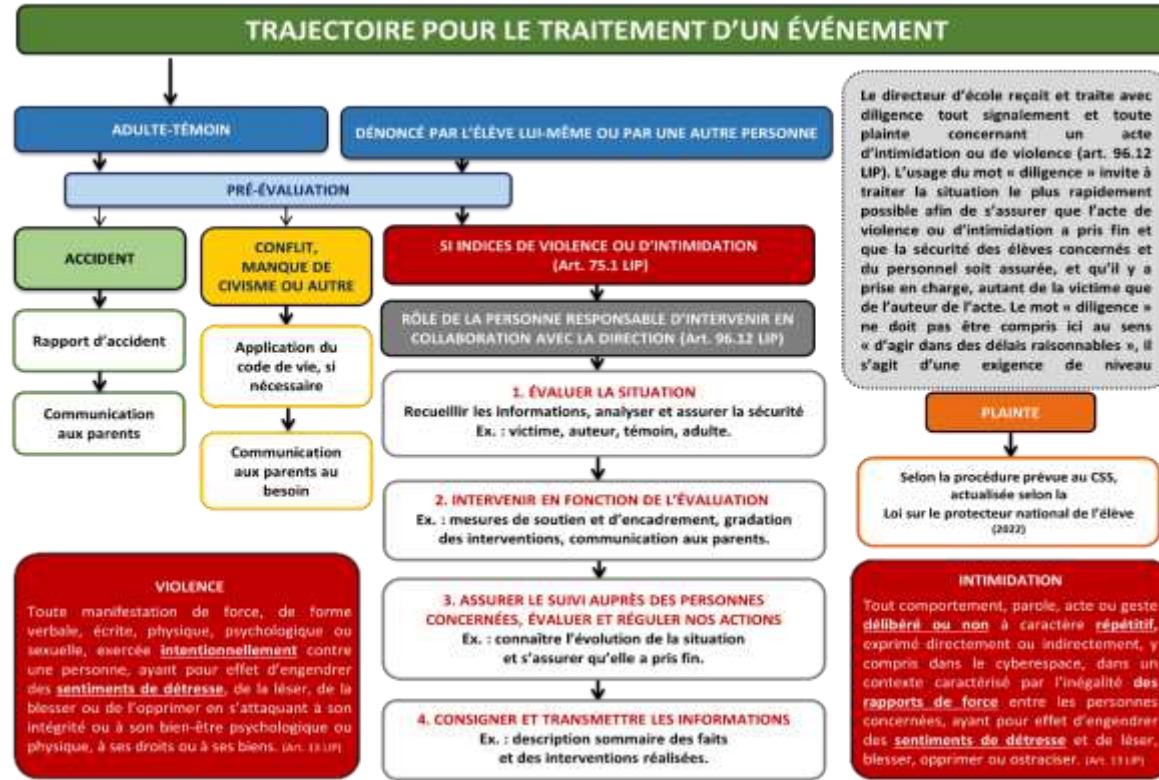 TRAJECTOIRE POUR LE TRAITEMENT D'UN ÉVÉNEMENT
ADULTE-TÉMOIN
DÉNONCÉ PAR L'ÉLÈVE LUI-MÊME OU PAR UNE AUTRE PERSONNE
PRÉ-ÉVALUATION
ACCIDENT
Rapport d'accident
Communication
aux parents
CONFLIT,
MANQUE DE
CIVISME OU AUTRE
Application du
code de vie, si
nécessaire
Communication
aux parents au
besoin
SI INDICES DE VIOLENCE OU D'INTIMIDATION
(Art. 75.1 LIP)
RÔLE DE LA PERSONNE RESPONSABLE D'INTERVENIR EN
COLLABORATION AVEC LA DIRECTION (Art. 96.12 LIP)
1. ÉVALUER LA SITUATION
Recueillir les informations, analyser et assurer la sécurité
Ex. : victime, auteur, témoin, adulte.
2. INTERVENIR EN FONCTION DE L'ÉVALUATION
Ex. : mesures de soutien et d'encadrement, gradation
des interventions, communication aux parents.
3. ASSURER LE SUIVI AUPRÈS DES PERSONNES
CONCERNÉES, ÉVALUER ET RÉGULER NOS ACTIONS
Ex. : connaître l'évolution de la situation
et s'assurer qu'elle a pris fin.
4. CONSIGNER ET TRANSMETTRE LES INFORMATIONS
Ex. : description sommaire des faits
et des interventions réalisées.
Le directeur d'école reçoit et traite avec
diligence tout signalement et toute
plainte concernant un acte
d'intimidation ou de violence (art. 96.12
LIP). L'usage du mot « diligence » invite à
traiter la situation le plus rapidement
possible afin de s'assurer que l'acte de
violence ou d'intimidation a pris fin et
que la sécurité des élèves concernés et
du personnel soit assurée, et qu'il y a
prise en charge, autant de la victime que
de l'auteur de l'acte. Le mot « diligence »
ne doit pas être compris ici au sens
« d'agir dans des délais raisonnables », il
s'agit d'une exigence de niveau
PLAINTE
Selon la procédure prévue au CSS,
actualisée selon la
Loi sur le protecteur national de l'élève
(2022)
VIOLENCE
Toute manifestation de force, de forme
verbale, écrite, physique, psychologique ou
sexuelle, exercée intentionnellement contre
une personne, ayant pour effet d'engendrer
des sentiments de détresse, de la léser, de la
blesser ou de l'opprimer en s'attaquant à son
intégrité ou à son bien-être psychologique ou
physique, à ses droits ou à ses biens. (Art. 13 LIP)
INTIMIDATION
Tout comportement, parole, acte ou geste
délibéré ou non à caractère répétitif,
exprimé directement ou indirectement, y
compris dans le cyberespace, dans un
contexte caractérisé par l'inégalité des
rapports de force entre les personnes
concernées, ayant pour effet d'engendrer
des sentiments de détresse et de léser,
blesser, opprimer ou ostraciser. (Art. 13 LIP)